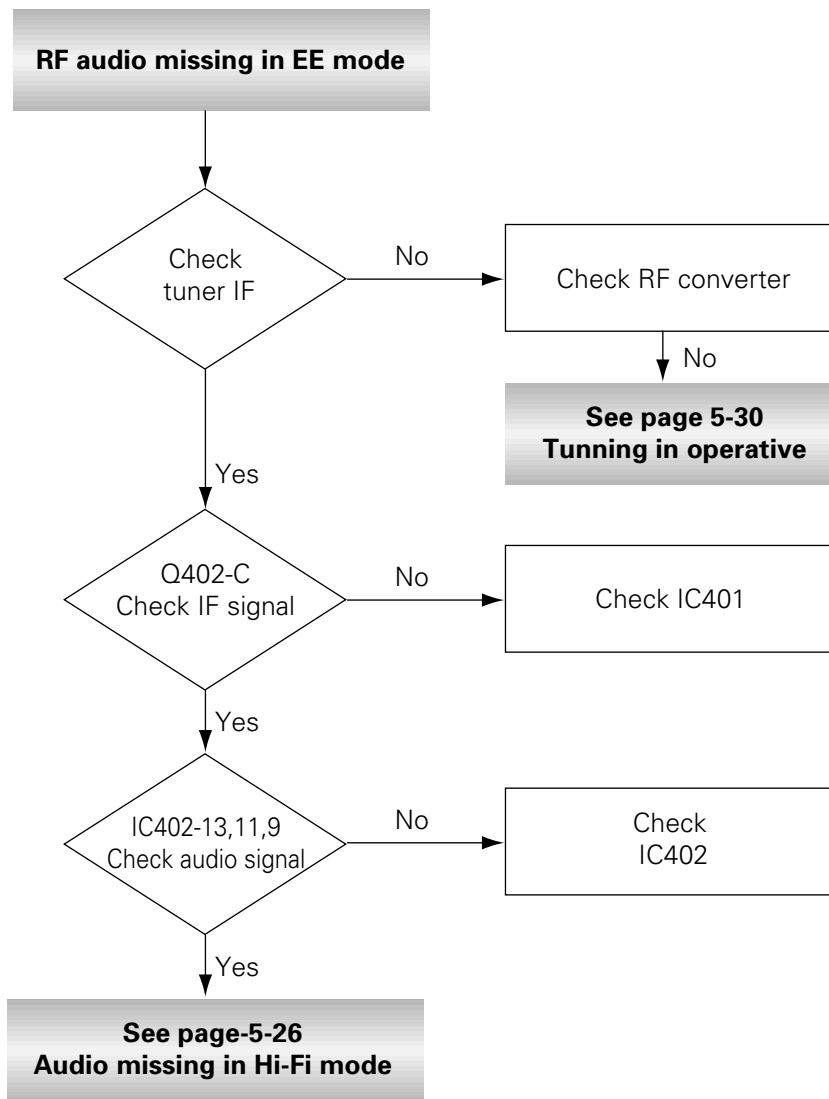 RF audio missing in EE mode
Check
tuner IF
No
Check RF converter
No
See page 5-30
Tunning in operative
Yes
Q402-C
Check IF signal
No
Check IC401
Yes
IC402-13,11,9
Check audio signal
No
Check
IC402
Yes
See page-5-26
Audio missing in Hi-Fi mode